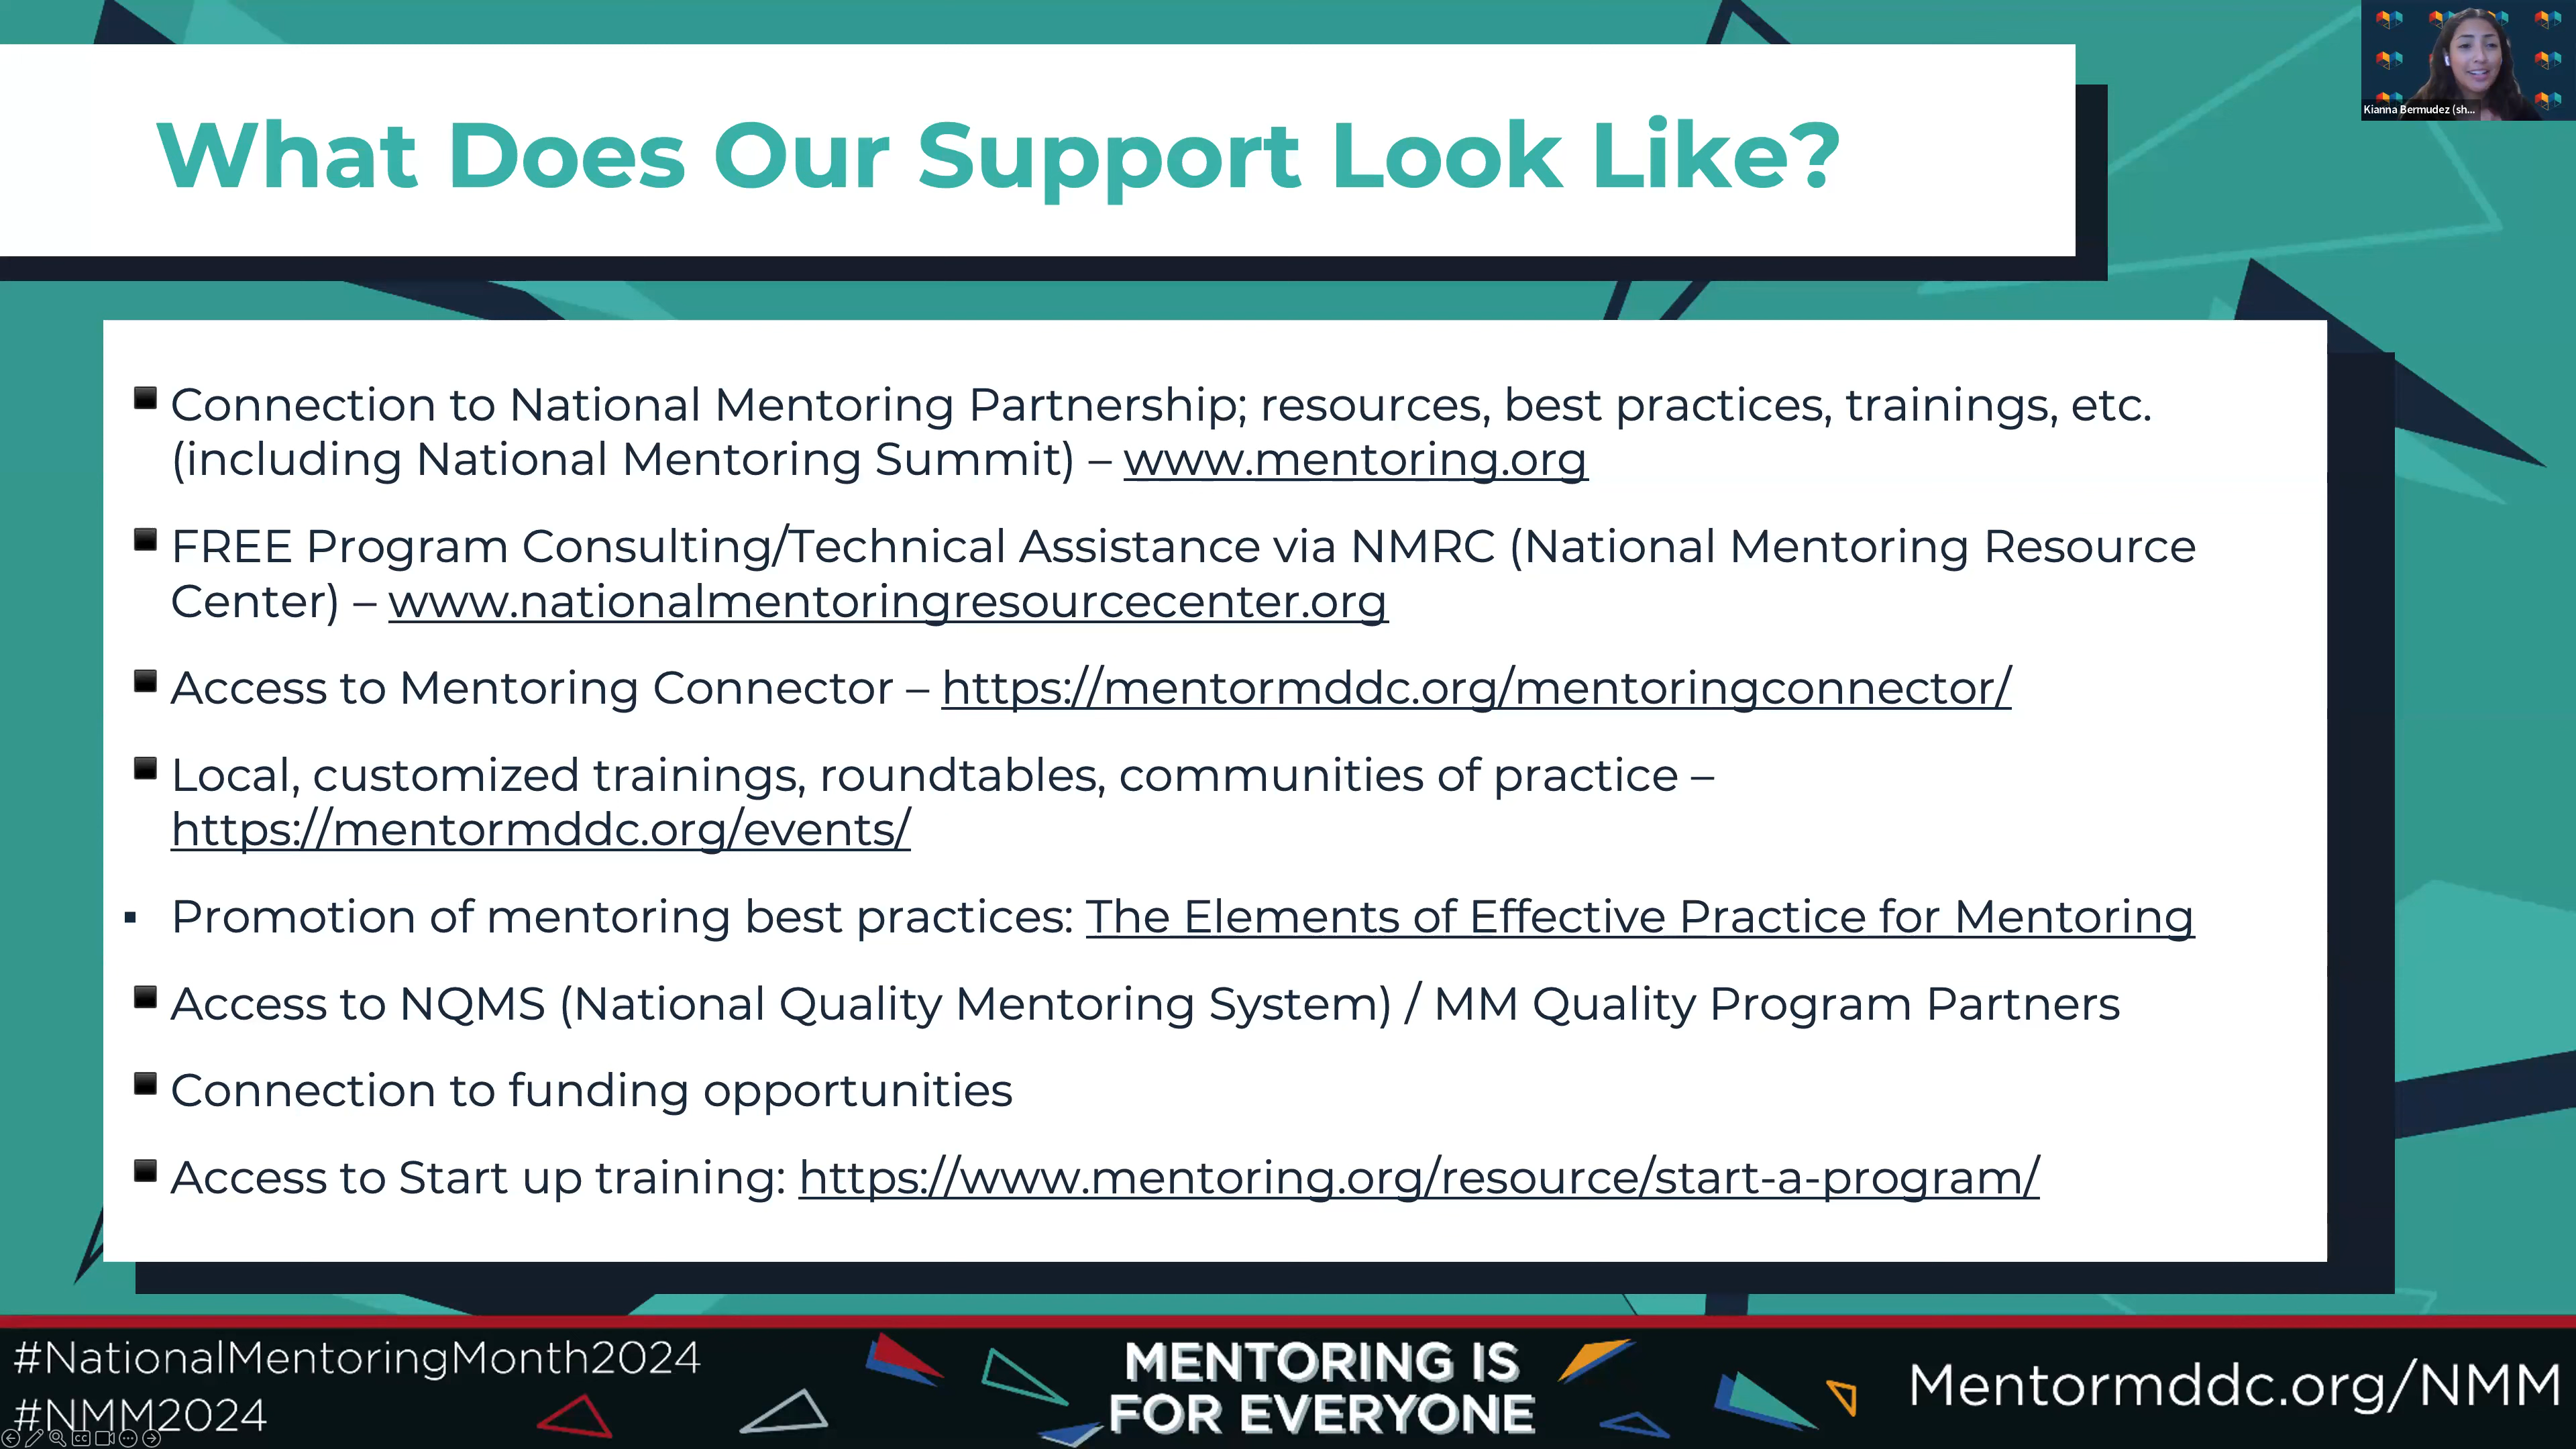 What Does Our Support Look Like?
Kianna Bermudez (sh...
▪ Connection to National Mentoring Partnership; resources, best practices, trainings, etc.
(including National Mentoring Summit) – www.mentoring.org
▪ FREE Program Consulting/Technical Assistance via NMRC (National Mentoring Resource
Center) – www.nationalmentoringresourcecenter.org
▪ Access to Mentoring Connector – https://mentormddc.org/mentoringconnector/
▪ Local, customized trainings, roundtables, communities of practice –
https://mentormddc.org/events/
▪ Promotion of mentoring best practices: The Elements of Effective Practice for Mentoring
▪ Access to NQMS (National Quality Mentoring System) / MM Quality Program Partners
▪ Connection to funding opportunities
▪ Access to Start up training: https://www.mentoring.org/resource/start-a-program/
#NationalMentoringMonth2024
#NMM2024
MENTORING IS
FOR EVERYONE
Mentormddc.org/NMM